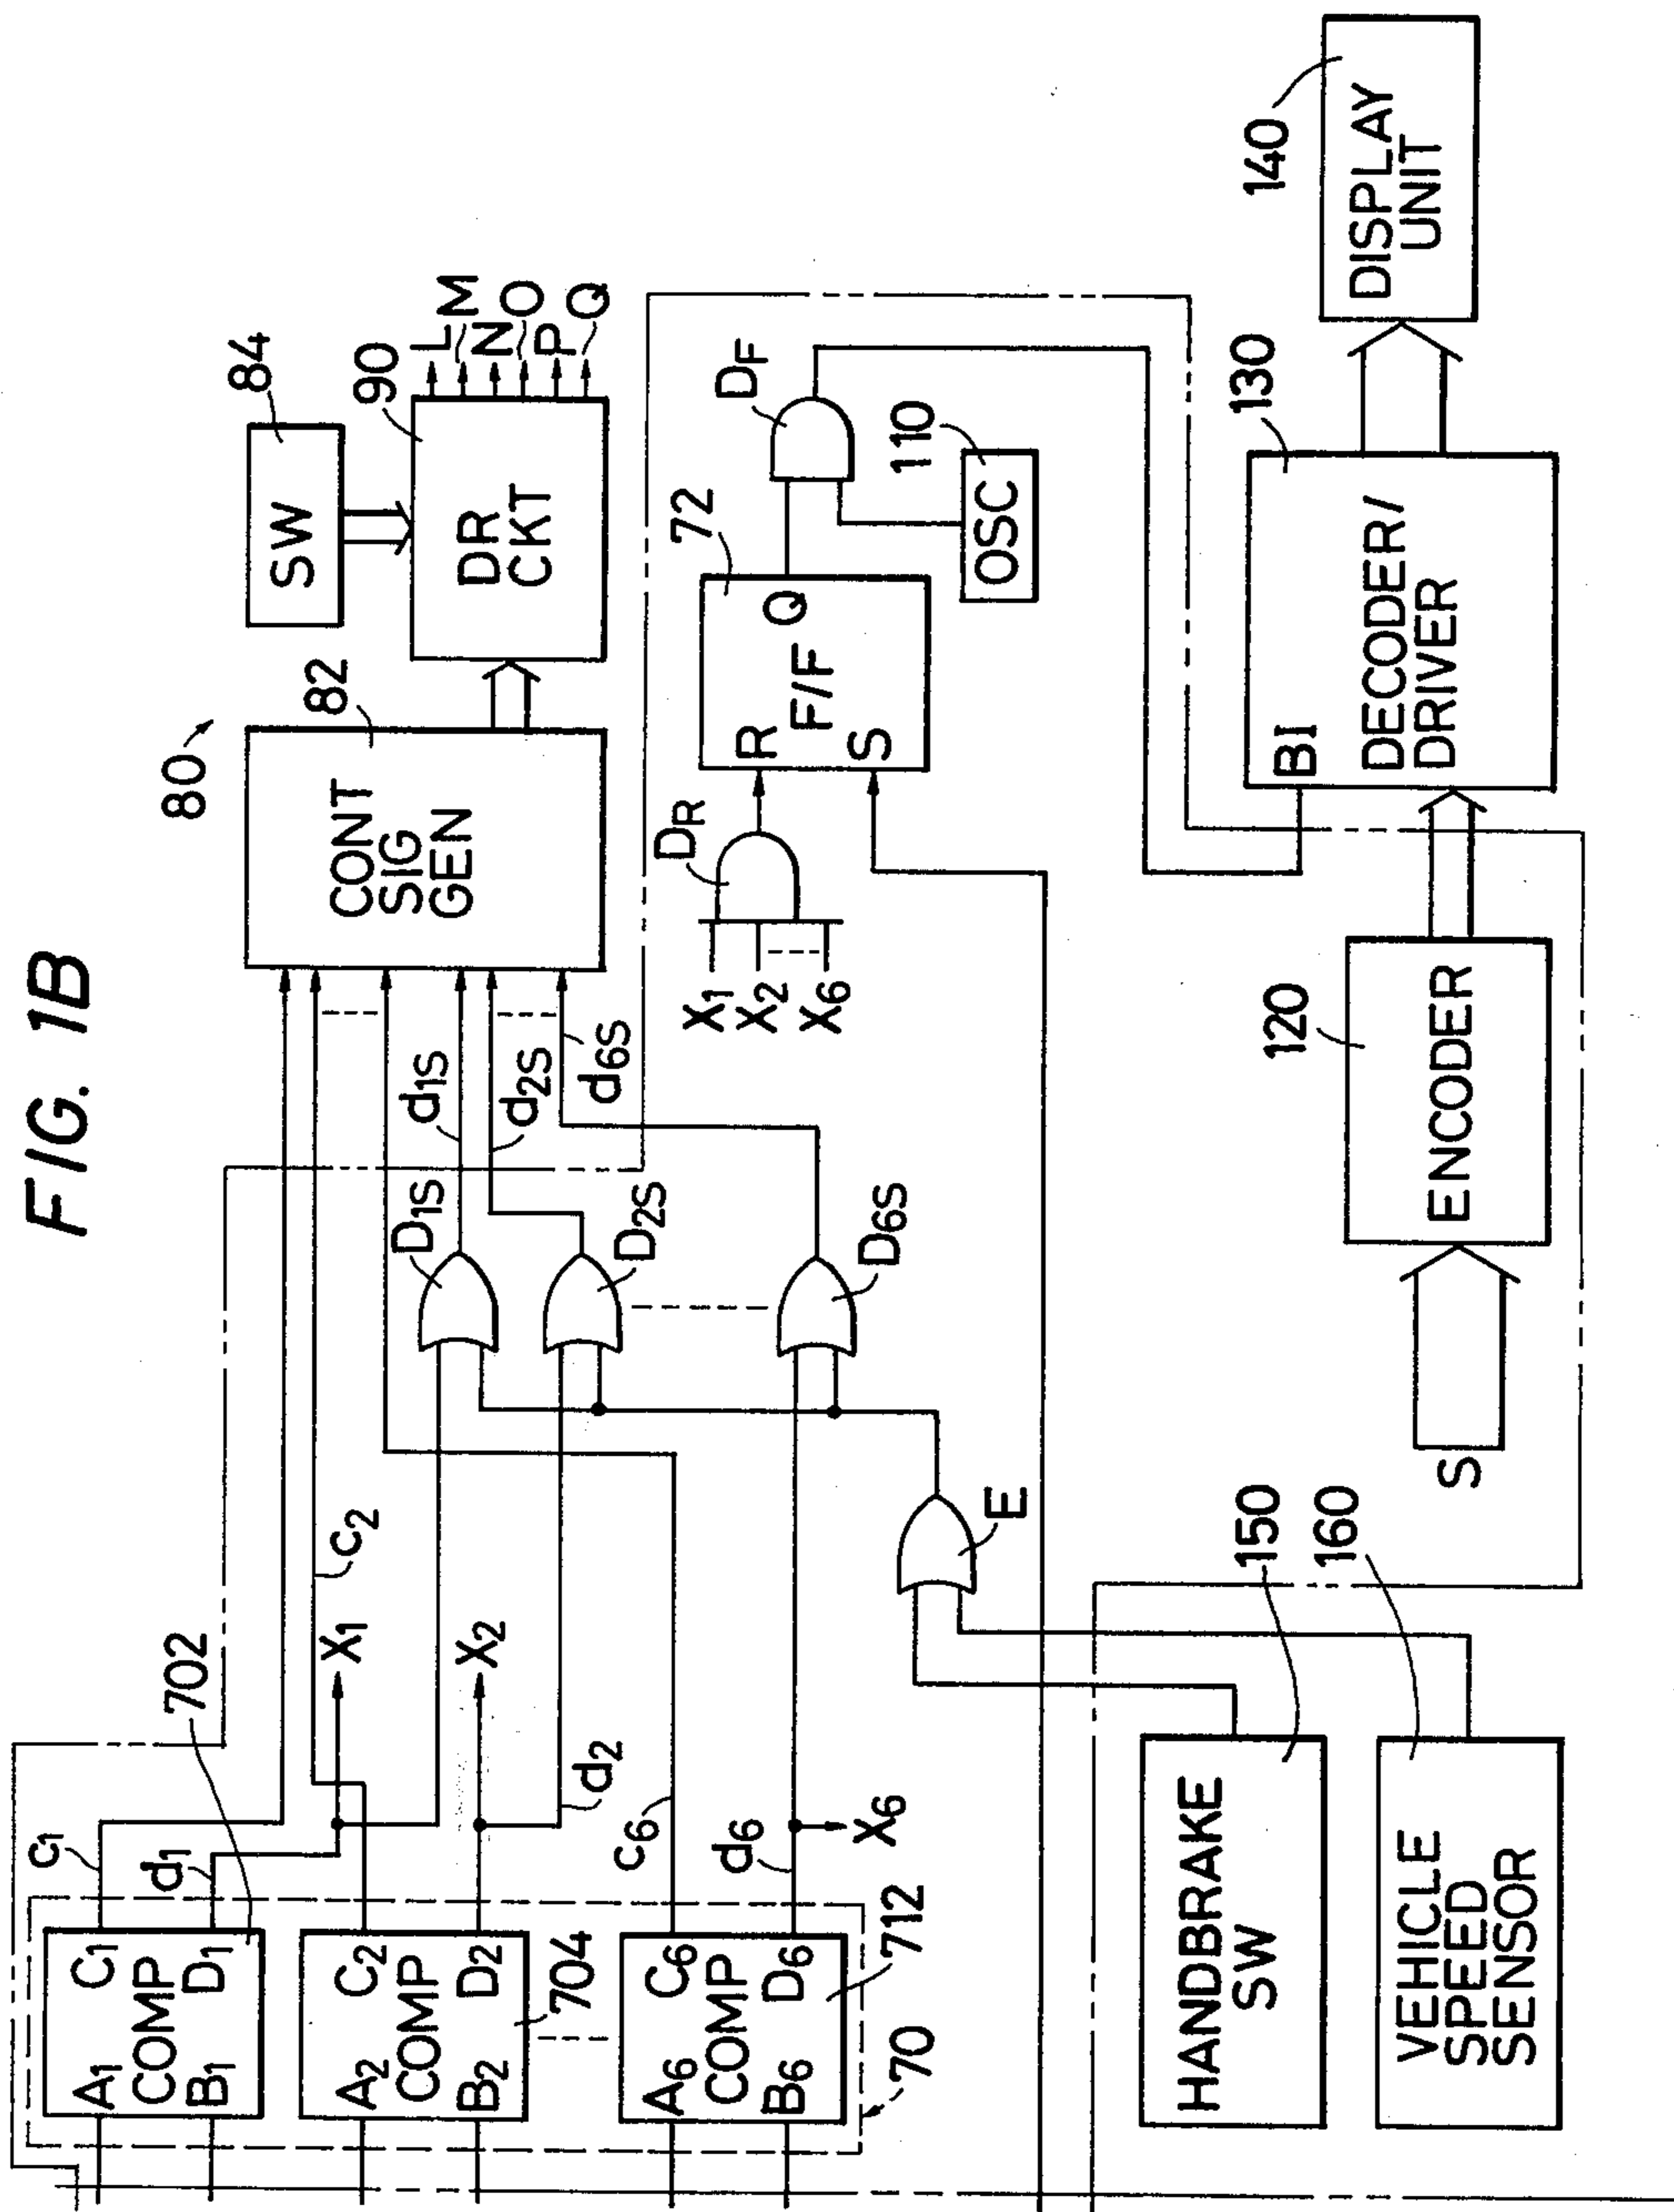 FIG. 1B
80
82
84
SW
90
CONT
SIG
GEN
DR
CKT
L
M
N
O
P
Q
702
A1 C1
COMP
B1 D1
c1
d1
X1
c2
A2 C2
COMP
B2 D2
704
X2
d2
A6 C6
COMP
B6 D6
712
70
c6
d6
X6
D1S
D2S
D6S
d1S
d2S
d6S
X1
X2
X6
DR
72
R
Q
F/F
S
DF
110
OSC
E
HANDBRAKE
SW
150
VEHICLE
SPEED
SENSOR
160
S
120
ENCODER
130
BI
DECODER/
DRIVER
140
DISPLAY
UNIT